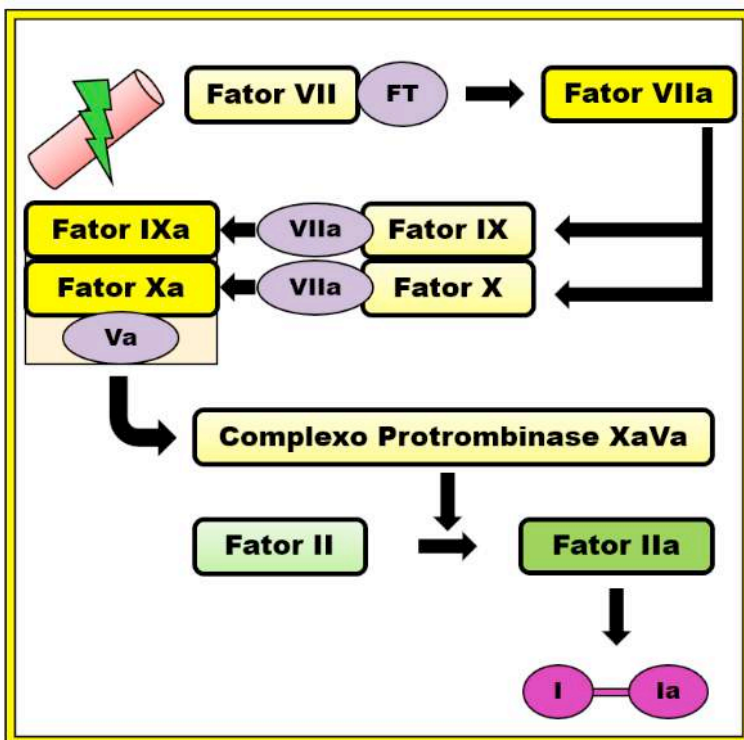 Fator VII FT Fator VIIa
Fator IXa VIIa Fator IX
Fator Xa VIIa Fator X
Va
Complexo Protrombinase XaVa
Fator II Fator IIa
I Ia